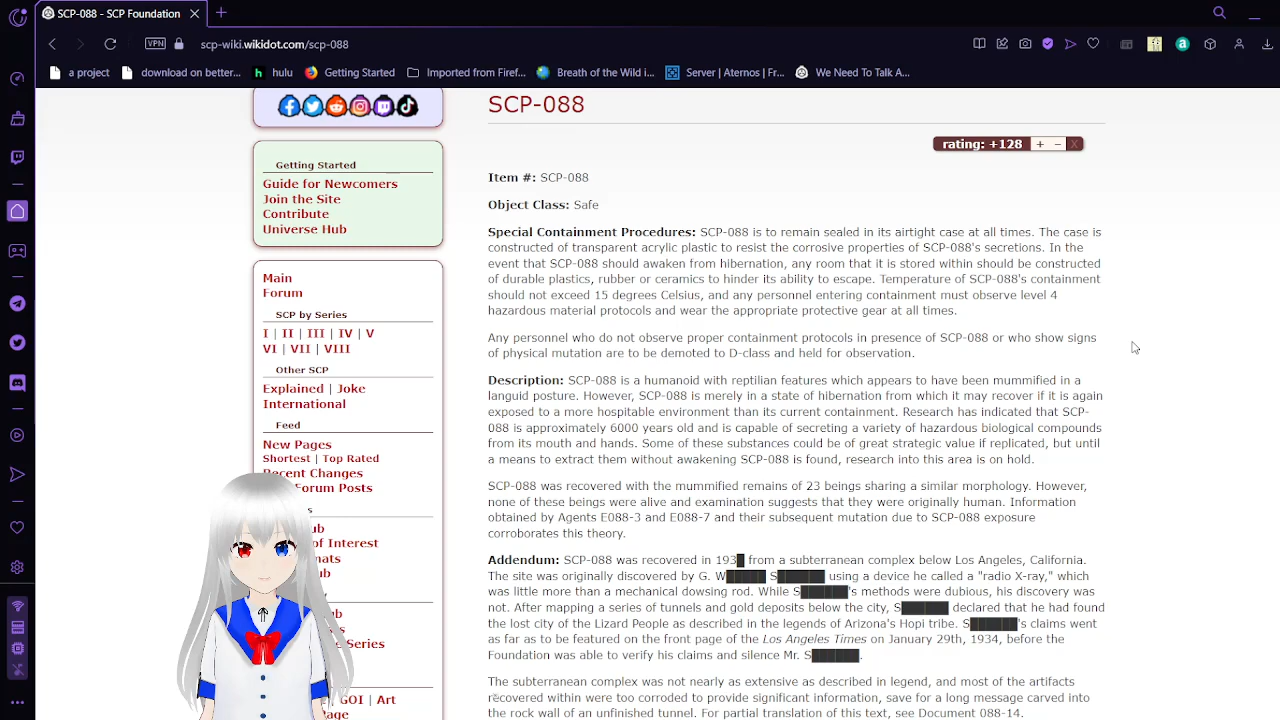 SCP-088 - SCP Foundation
VPN
scp-wiki.wikidot.com/scp-088
a project
download on better...
hulu
Getting Started
Imported from Firef...
Breath of the Wild i...
Server | Aternos | Fr...
We Need To Talk A...
Getting Started
Guide for Newcomers
Join the Site
Contribute
Universe Hub
Main
Forum
SCP by Series
I | II | III | IV | V
VI | VII | VIII
Other SCP
Explained | Joke
International
Feed
New Pages
Shortest | Top Rated
Recent Changes
Forum Posts
of Interest
GOI | Art
SCP-088
rating: +128 + − X
Item #: SCP-088
Object Class: Safe
Special Containment Procedures: SCP-088 is to remain sealed in its airtight case at all times. The case is
constructed of transparent acrylic plastic to resist the corrosive properties of SCP-088's secretions. In the
event that SCP-088 should awaken from hibernation, any room that it is stored within should be constructed
of durable plastics, rubber or ceramics to hinder its ability to escape. Temperature of SCP-088's containment
should not exceed 15 degrees Celsius, and any personnel entering containment must observe level 4
hazardous material protocols and wear the appropriate protective gear at all times.
Any personnel who do not observe proper containment protocols in presence of SCP-088 or who show signs
of physical mutation are to be demoted to D-class and held for observation.
Description: SCP-088 is a humanoid with reptilian features which appears to have been mummified in a
languid posture. However, SCP-088 is merely in a state of hibernation from which it may recover if it is again
exposed to a more hospitable environment than its current containment. Research has indicated that SCP-
088 is approximately 6000 years old and is capable of secreting a variety of hazardous biological compounds
from its mouth and hands. Some of these substances could be of great strategic value if replicated, but until
a means to extract them without awakening SCP-088 is found, research into this area is on hold.
SCP-088 was recovered with the mummified remains of 23 beings sharing a similar morphology. However,
none of these beings were alive and examination suggests that they were originally human. Information
obtained by Agents E088-3 and E088-7 and their subsequent mutation due to SCP-088 exposure
corroborates this theory.
Addendum: SCP-088 was recovered in 193█ from a subterranean complex below Los Angeles, California.
The site was originally discovered by G. W█████ S██████ using a device he called a "radio X-ray," which
was little more than a mechanical dowsing rod. While S██████'s methods were dubious, his discovery was
not. After mapping a series of tunnels and gold deposits below the city, S██████ declared that he had found
the lost city of the Lizard People as described in the legends of Arizona's Hopi tribe. S██████'s claims went
as far as to be featured on the front page of the Los Angeles Times on January 29th, 1934, before the
Foundation was able to verify his claims and silence Mr. S██████.
The subterranean complex was not nearly as extensive as described in legend, and most of the artifacts
recovered within were too corroded to provide significant information, save for a long message carved into
the rock wall of an unfinished tunnel. For partial translation of this text, see Document 088-14.